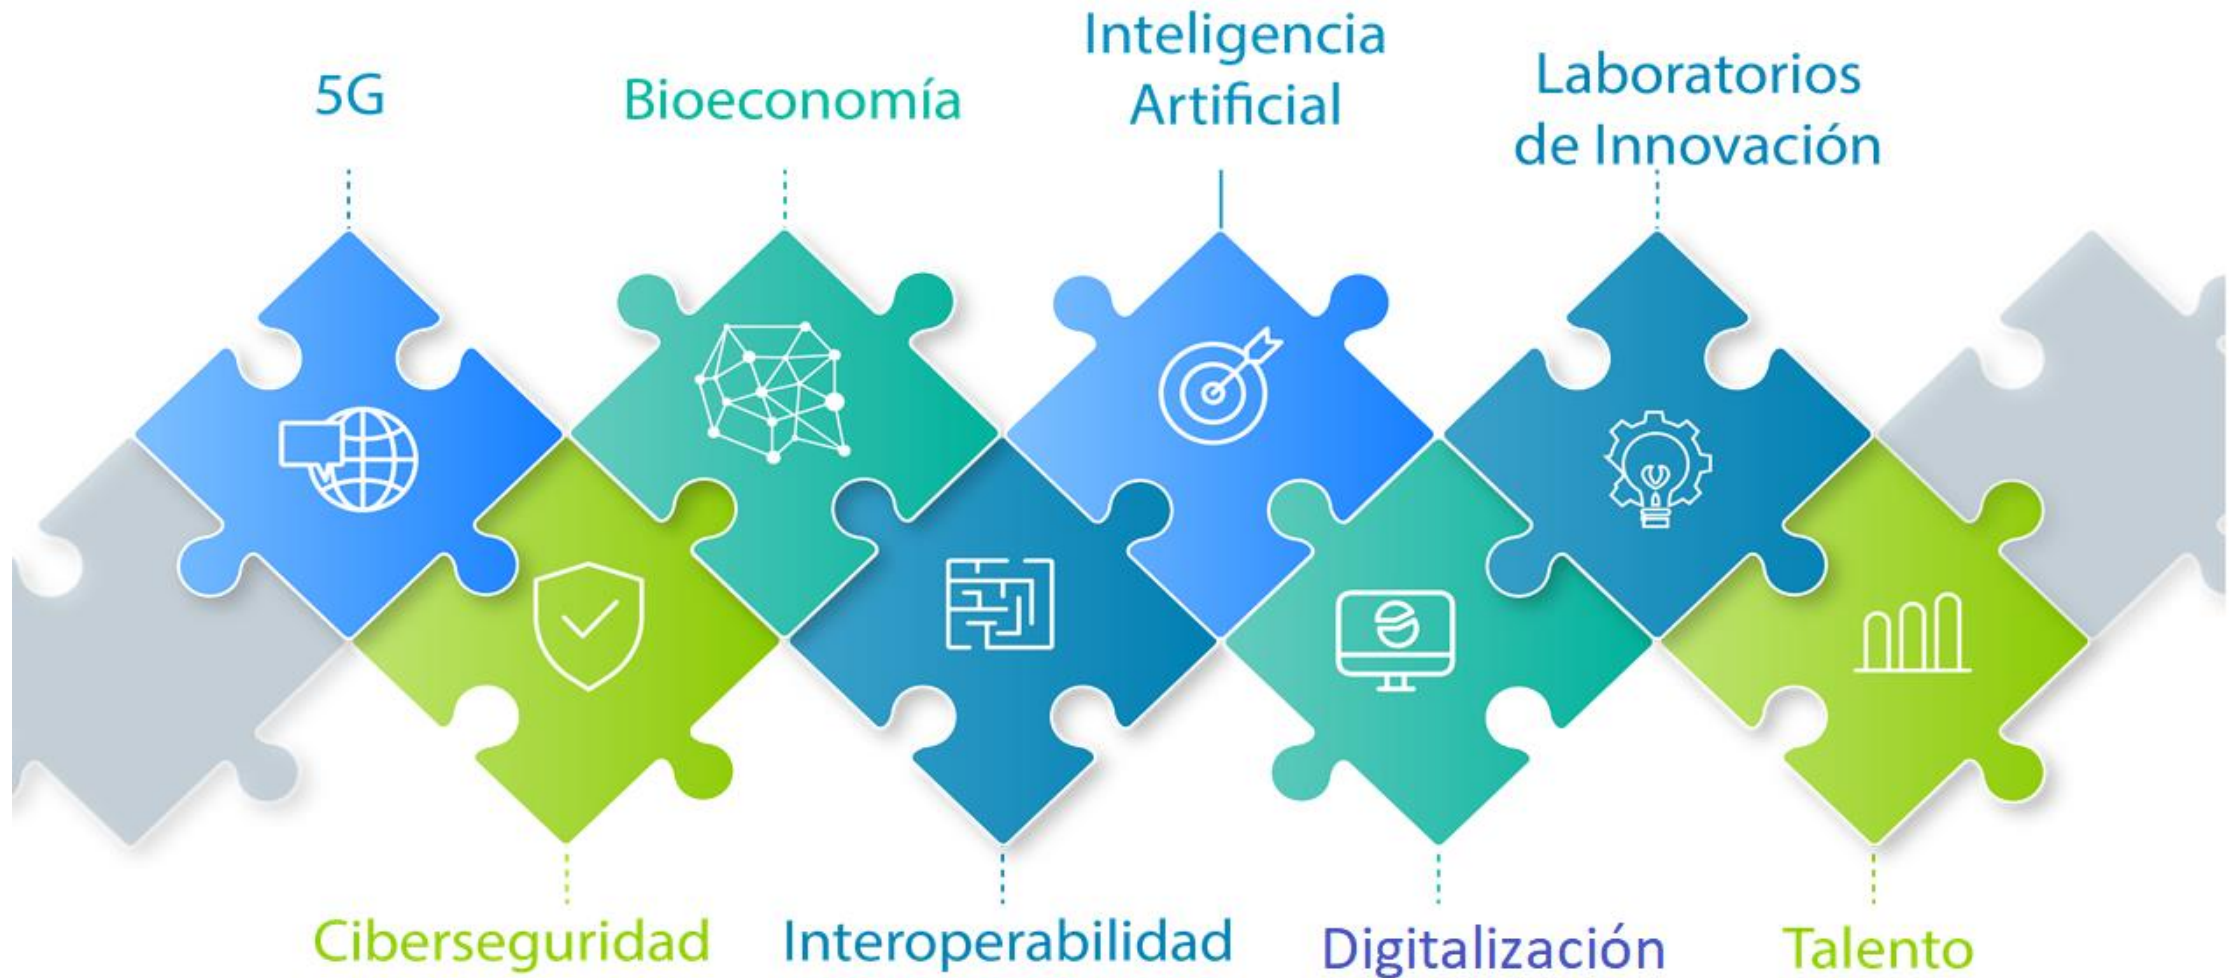 5G
Bioeconomía
Inteligencia
Artificial
Laboratorios
de Innovación
Ciberseguridad
Interoperabilidad
Digitalización
Talento